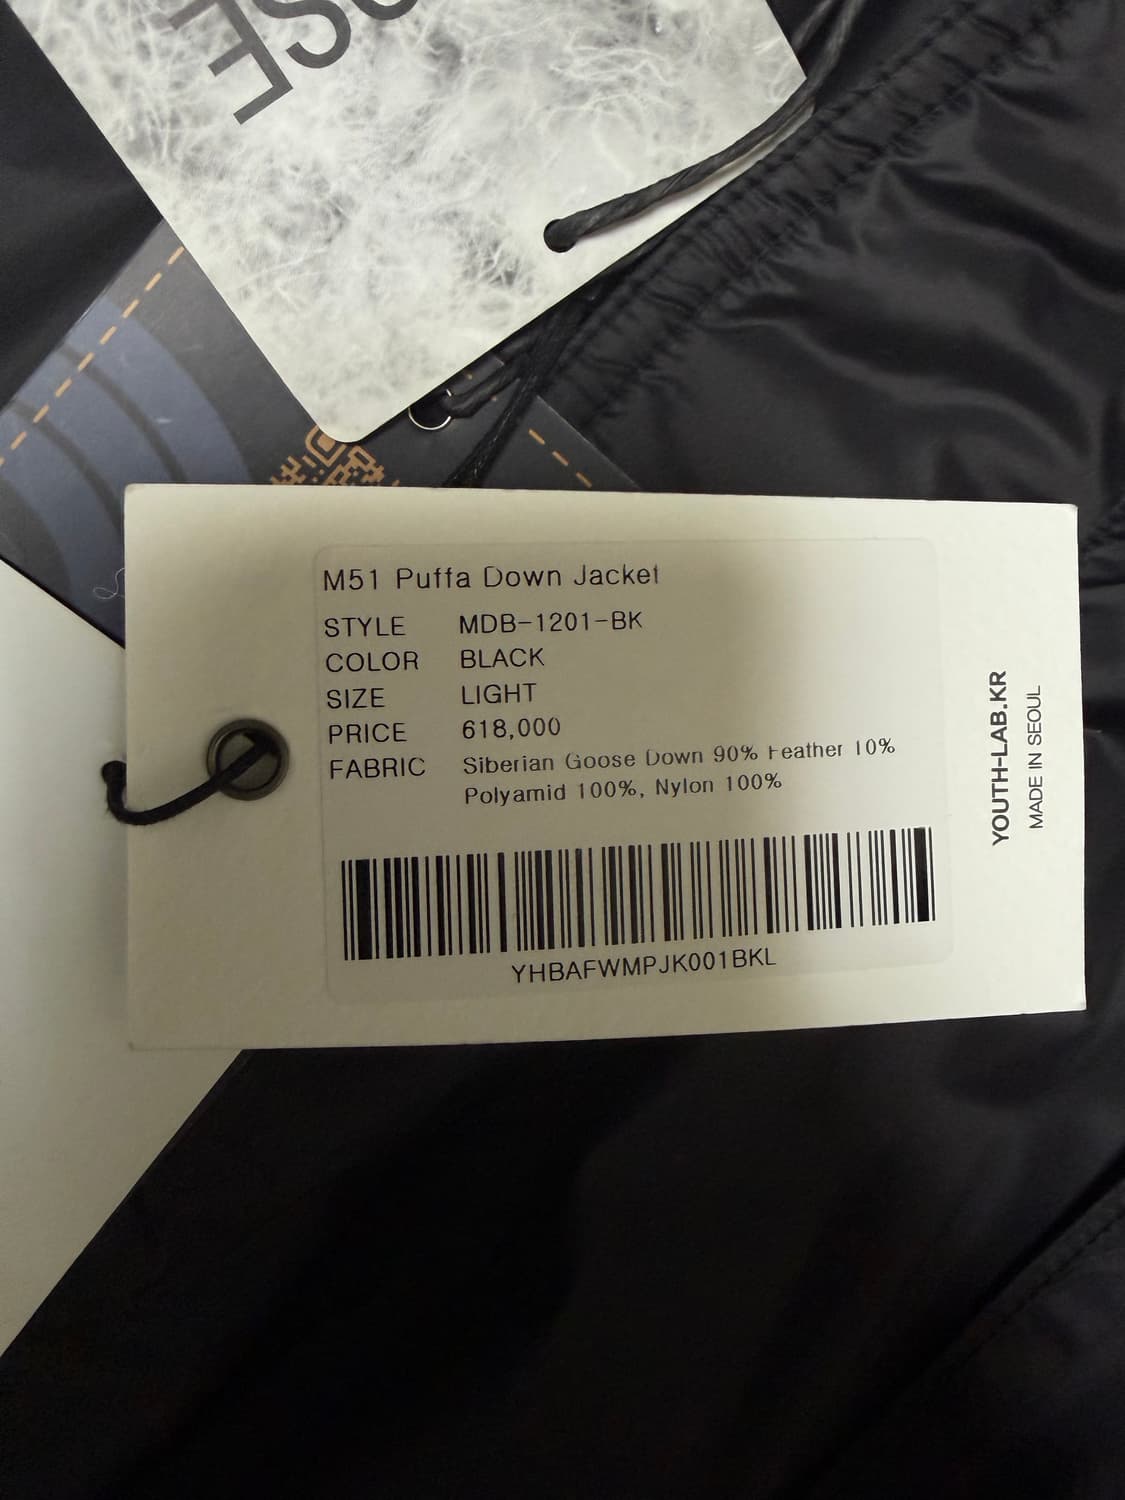 SE
M51 Puffa Down Jacket
STYLE MDB-1201-BK
COLOR BLACK
SIZE LIGHT
PRICE 618,000
FABRIC Siberian Goose Down 90% Feather 10%
Polyamid 100%, Nylon 100%
YHBAFWMPJK001BKL
YOUTH-LAB.KR
MADE IN SEOUL